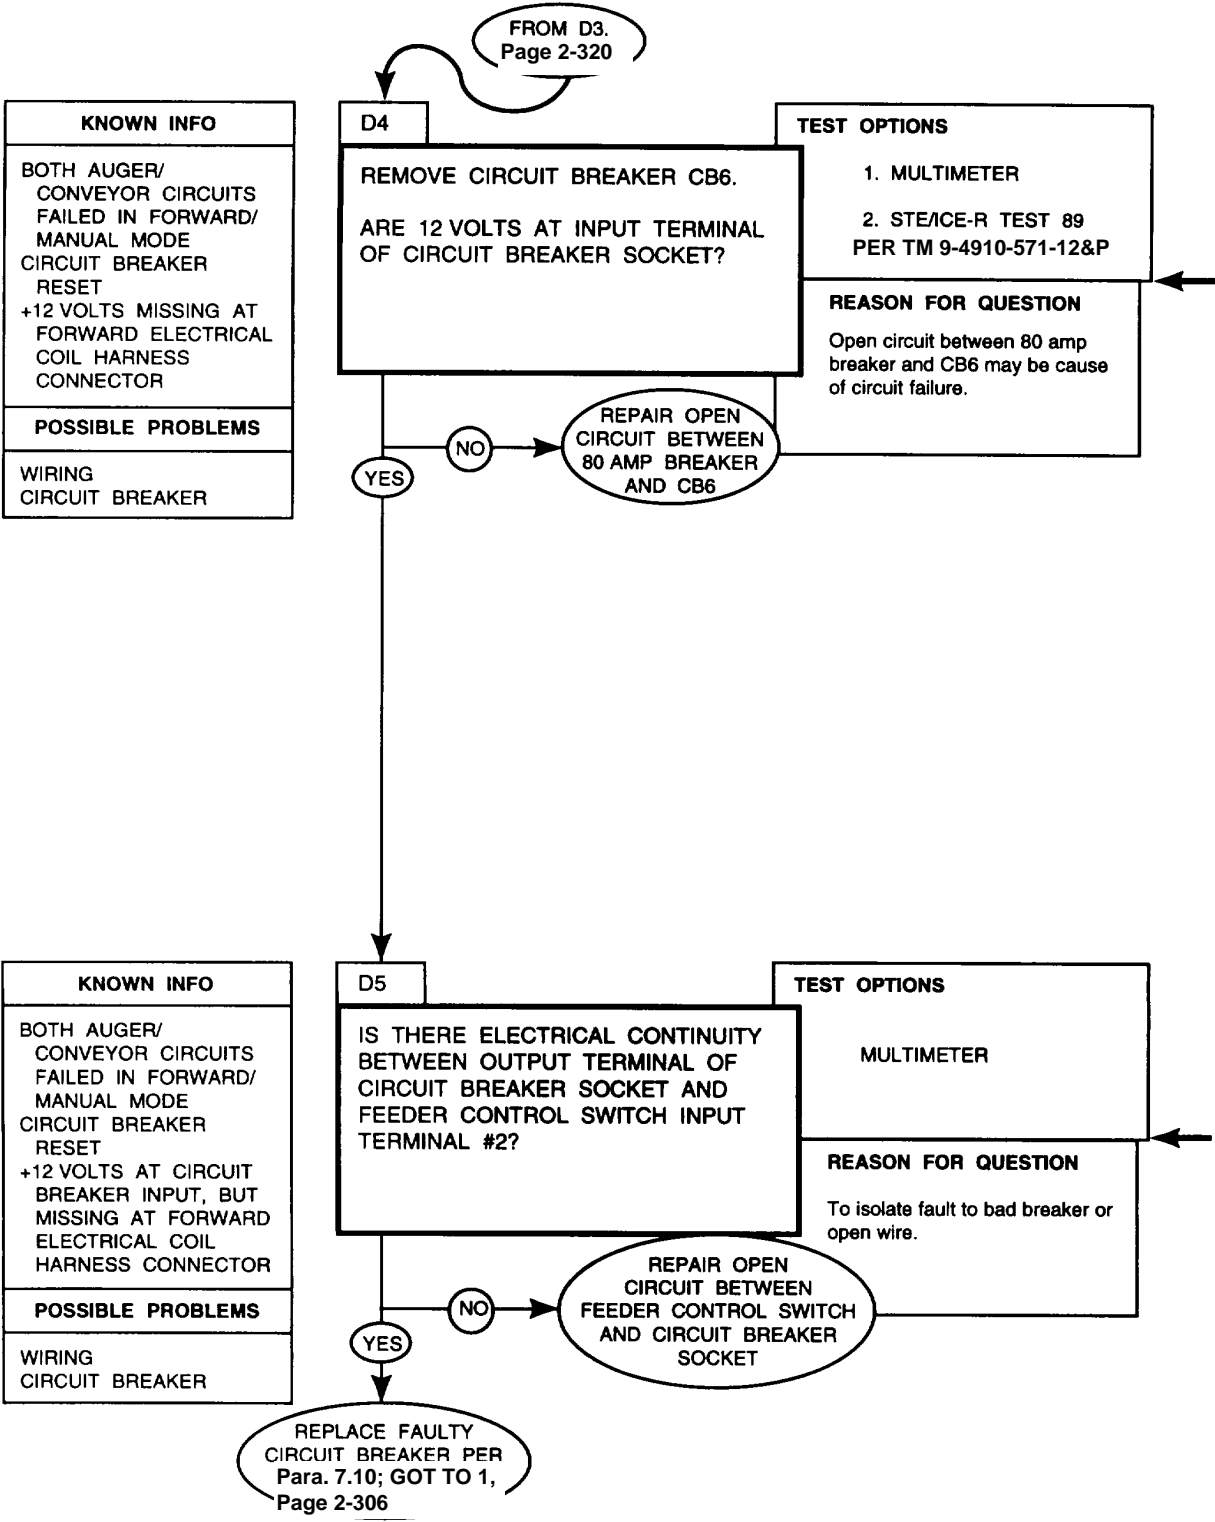 FROM D3.
Page 2-320
KNOWN INFO
BOTH AUGER/
CONVEYOR CIRCUITS
FAILED IN FORWARD/
MANUAL MODE
CIRCUIT BREAKER
RESET
+12 VOLTS MISSING AT
FORWARD ELECTRICAL
COIL HARNESS
CONNECTOR
POSSIBLE PROBLEMS
WIRING
CIRCUIT BREAKER
D4
REMOVE CIRCUIT BREAKER CB6.
ARE 12 VOLTS AT INPUT TERMINAL
OF CIRCUIT BREAKER SOCKET?
TEST OPTIONS
1. MULTIMETER
2. STE/ICE-R TEST 89
PER TM 9-4910-571-12&P
REASON FOR QUESTION
Open circuit between 80 amp
breaker and CB6 may be cause
of circuit failure.
NO
REPAIR OPEN
CIRCUIT BETWEEN
80 AMP BREAKER
AND CB6
YES
KNOWN INFO
BOTH AUGER/
CONVEYOR CIRCUITS
FAILED IN FORWARD/
MANUAL MODE
CIRCUIT BREAKER
RESET
+12 VOLTS AT CIRCUIT
BREAKER INPUT, BUT
MISSING AT FORWARD
ELECTRICAL COIL
HARNESS CONNECTOR
POSSIBLE PROBLEMS
WIRING
CIRCUIT BREAKER
D5
IS THERE ELECTRICAL CONTINUITY
BETWEEN OUTPUT TERMINAL OF
CIRCUIT BREAKER SOCKET AND
FEEDER CONTROL SWITCH INPUT
TERMINAL #2?
TEST OPTIONS
MULTIMETER
REASON FOR QUESTION
To isolate fault to bad breaker or
open wire.
NO
REPAIR OPEN
CIRCUIT BETWEEN
FEEDER CONTROL SWITCH
AND CIRCUIT BREAKER
SOCKET
YES
REPLACE FAULTY
CIRCUIT BREAKER PER
Para. 7.10; GOT TO 1,
Page 2-306